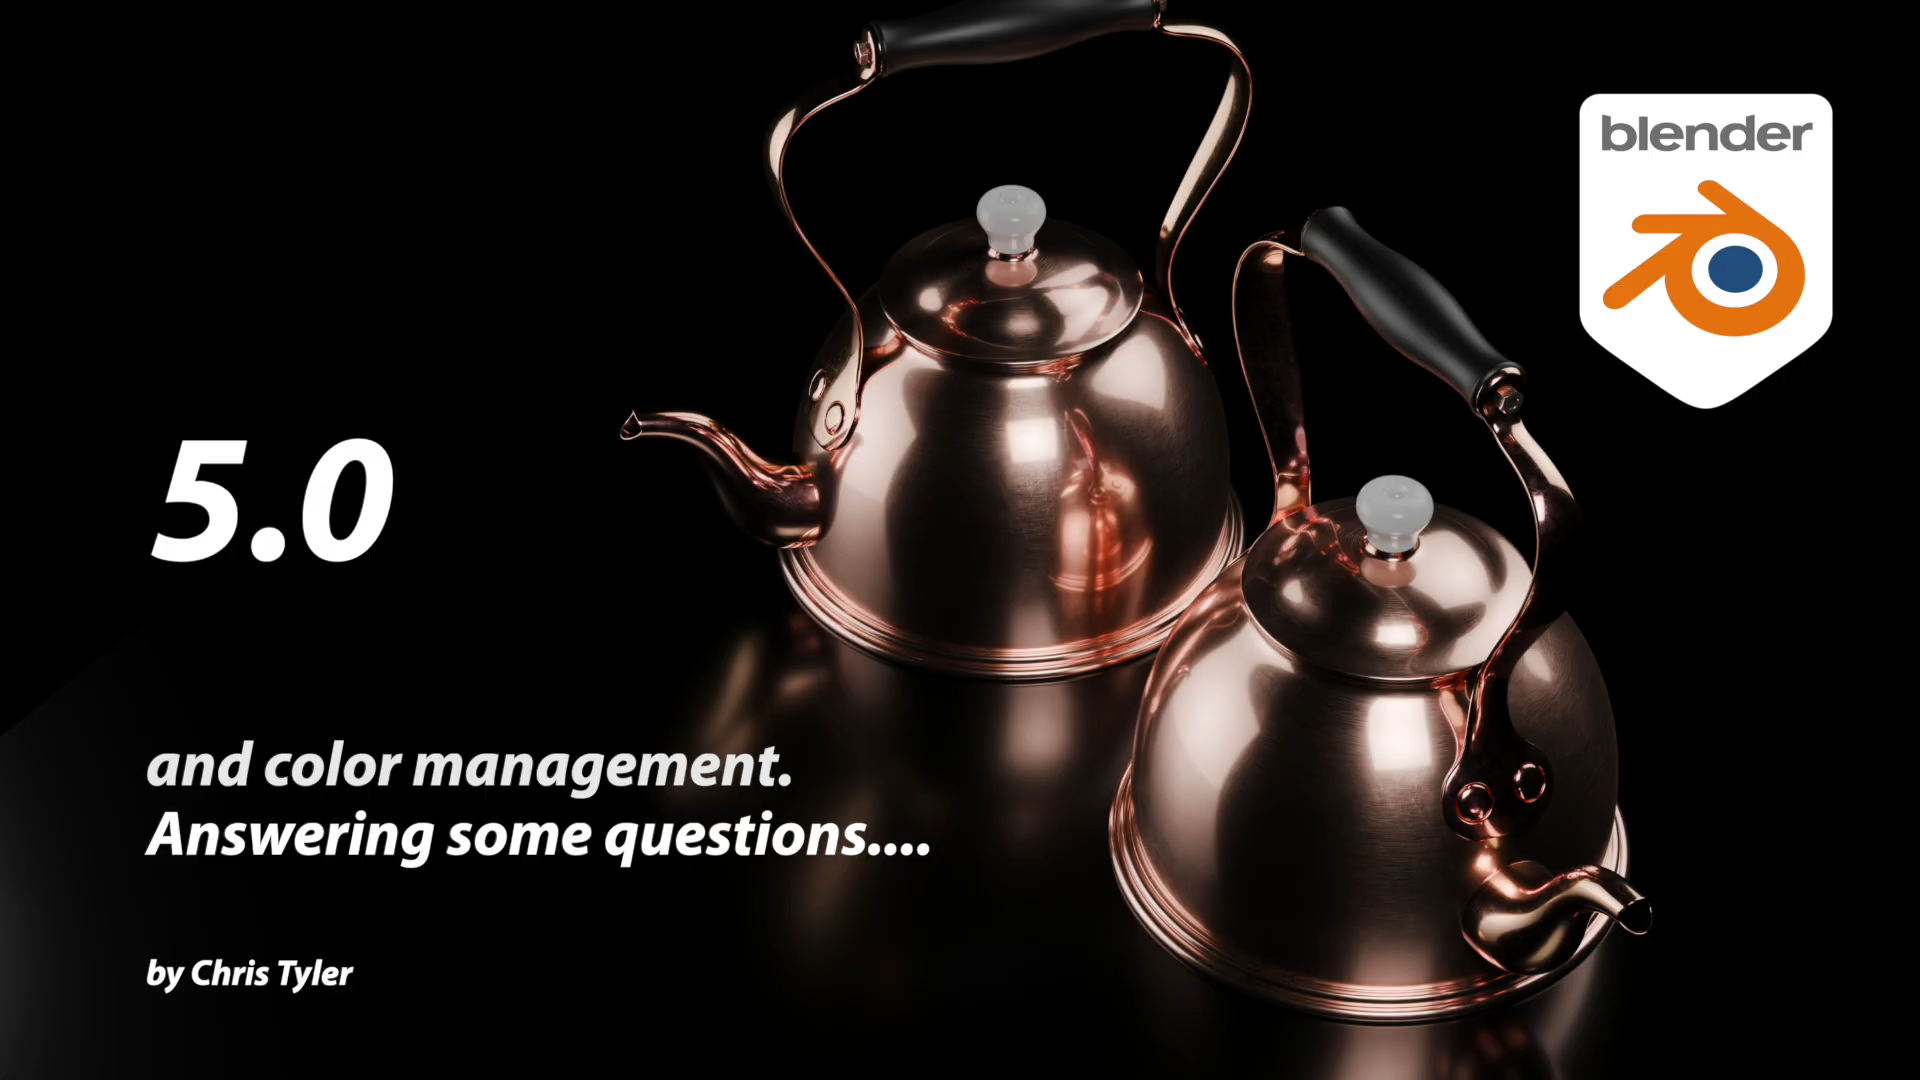 blender
5.0
and color management.
Answering some questions....
by Chris Tyler